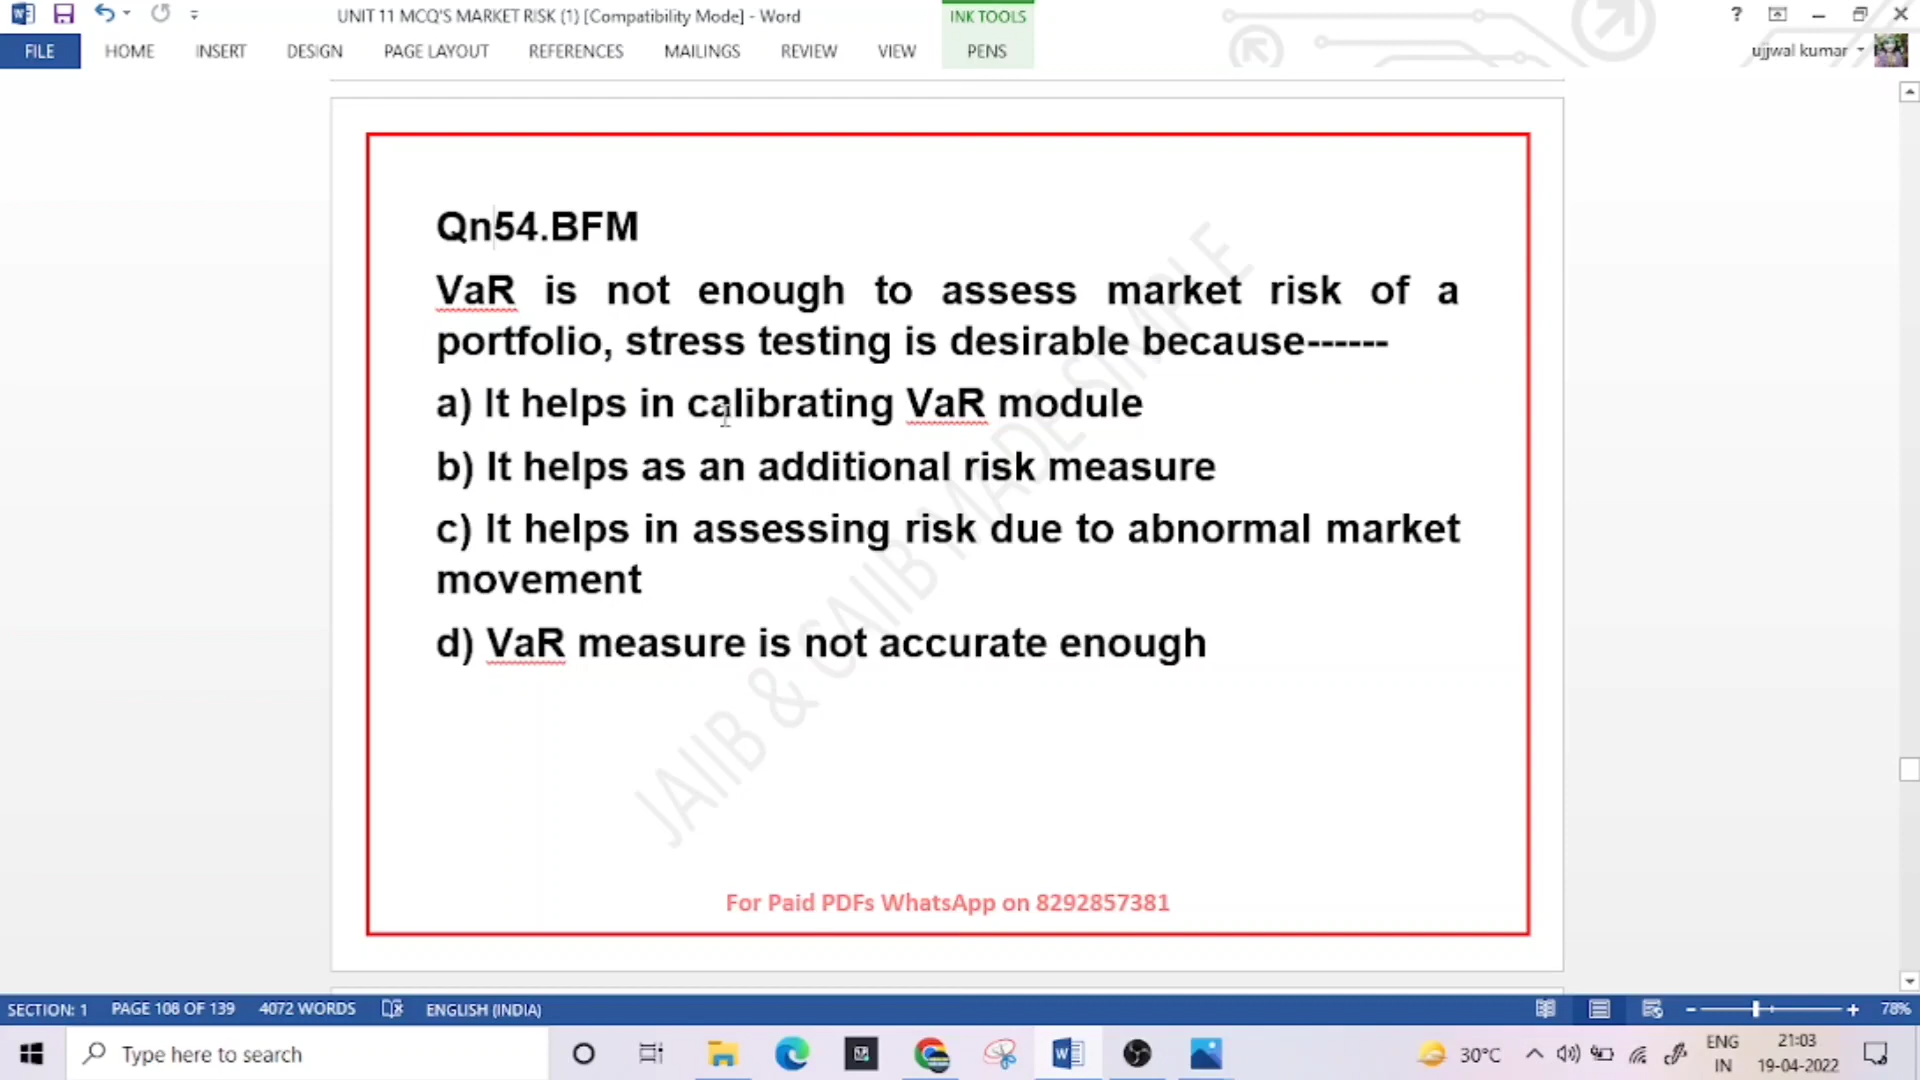 UNIT 11 MCQ'S MARKET RISK (1) [Compatibility Mode] - Word
INK TOOLS
FILE HOME INSERT DESIGN PAGE LAYOUT REFERENCES MAILINGS REVIEW VIEW PENS
ujjwal kumar
Qn54.BFM
VaR is not enough to assess market risk of a
portfolio, stress testing is desirable because------
a) It helps in calibrating VaR module
b) It helps as an additional risk measure
c) It helps in assessing risk due to abnormal market
movement
d) VaR measure is not accurate enough
JAIIB & CAIIB MADE SIMPLE
For Paid PDFs WhatsApp on 8292857381
SECTION: 1 PAGE 108 OF 139 4072 WORDS ENGLISH (INDIA) 78%
Type here to search
30°C
ENG
IN
21:03
19-04-2022